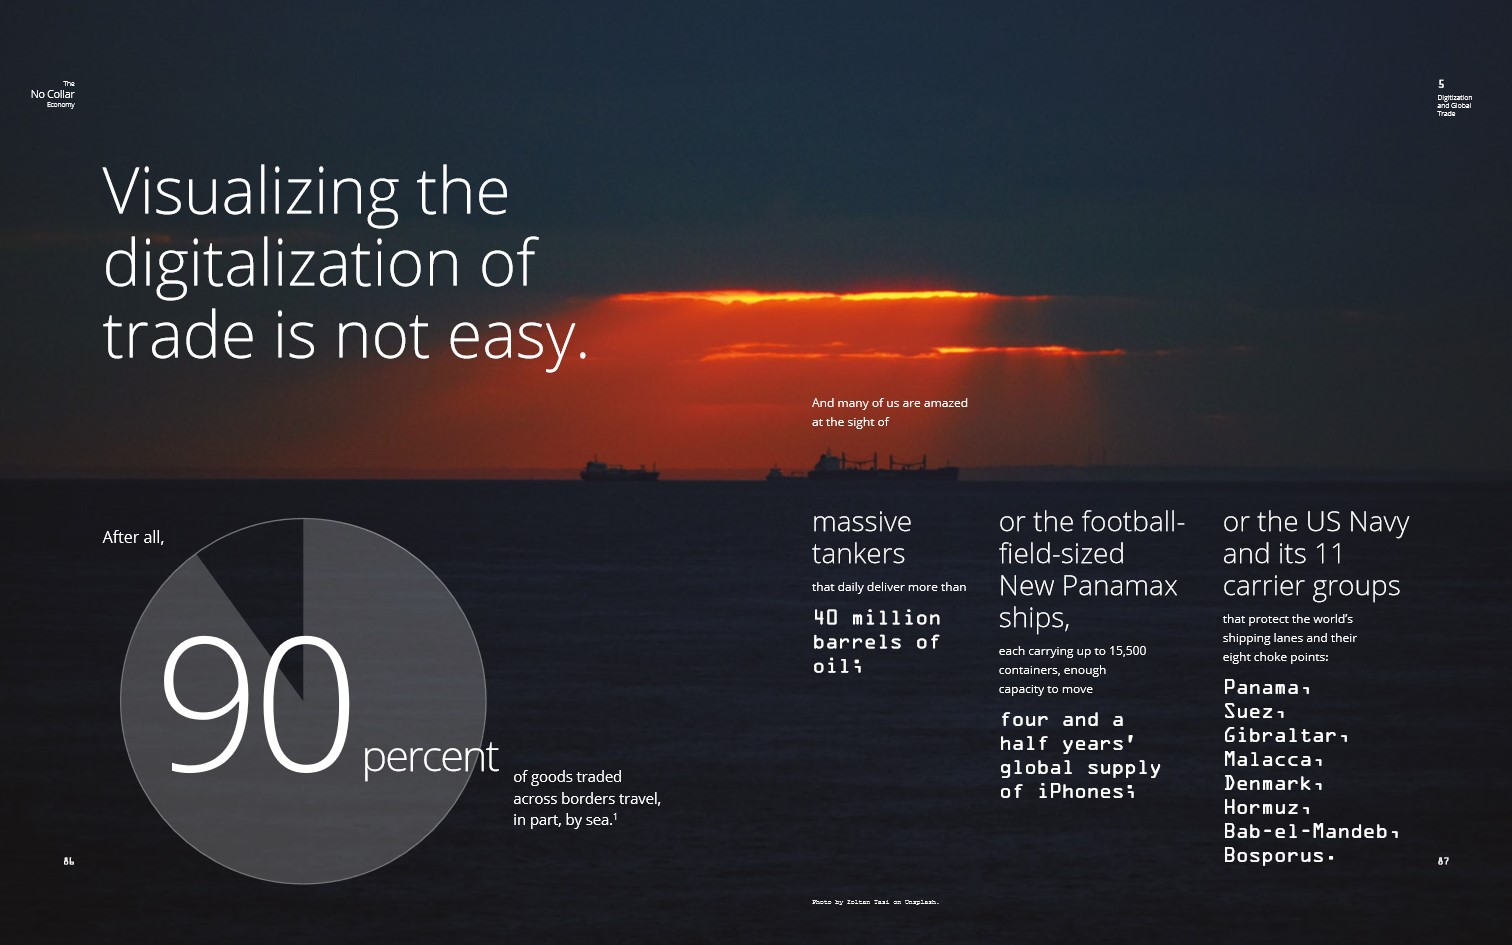 The
No Collar
Economy
5
Digitization
and Global
Trade
Visualizing the
digitalization of
trade is not easy.
After all,
90 percent
of goods traded
across borders travel,
in part, by sea.1
And many of us are amazed
at the sight of
massive
tankers
that daily deliver more than
40 million
barrels of
oil;
or the football-
field-sized
New Panamax
ships,
each carrying up to 15,500
containers, enough
capacity to move
four and a
half years'
global supply
of iPhones;
or the US Navy
and its 11
carrier groups
that protect the world’s
shipping lanes and their
eight choke points:
Panama,
Suez,
Gibraltar,
Malacca,
Denmark,
Hormuz,
Bab-el-Mandeb,
Bosporus.
86
87
Photo by Zoltan Tasi on Unsplash.